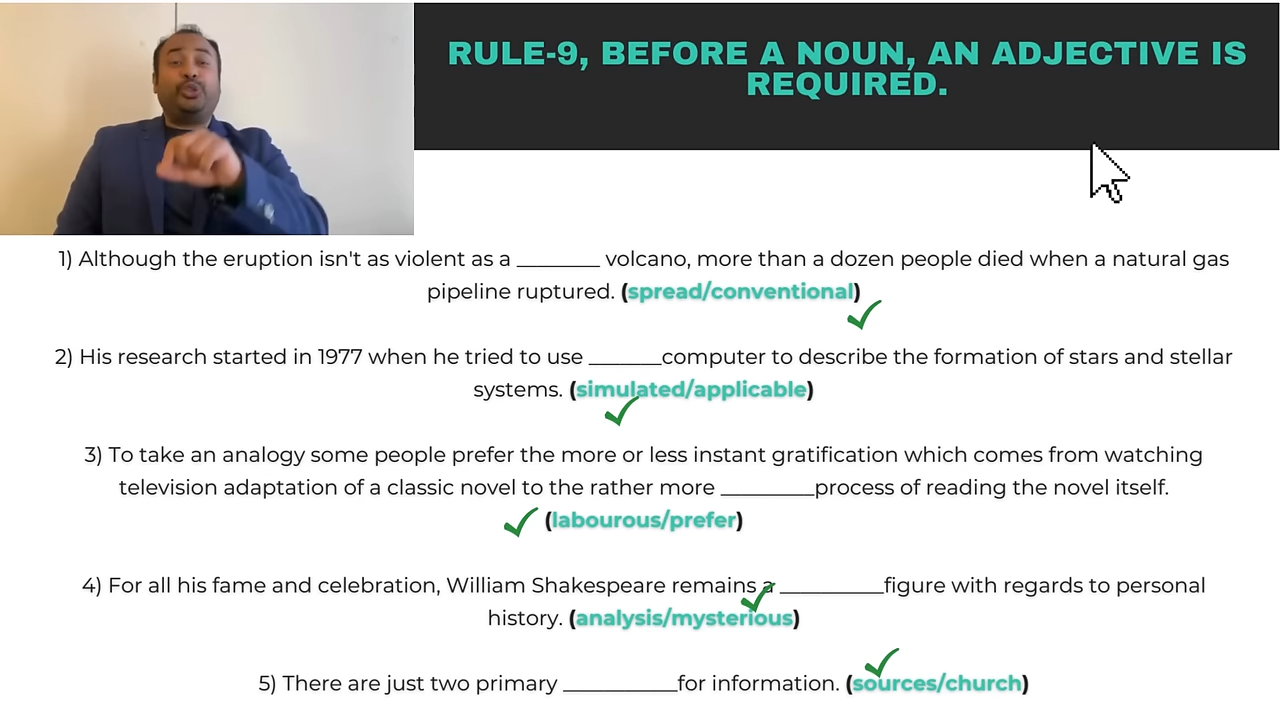 RULE-9, BEFORE A NOUN, AN ADJECTIVE IS
REQUIRED.
1) Although the eruption isn't as violent as a ________ volcano, more than a dozen people died when a natural gas
pipeline ruptured. (spread/conventional)
2) His research started in 1977 when he tried to use _______computer to describe the formation of stars and stellar
systems. (simulated/applicable)
3) To take an analogy some people prefer the more or less instant gratification which comes from watching
television adaptation of a classic novel to the rather more _________process of reading the novel itself.
(labourous/prefer)
4) For all his fame and celebration, William Shakespeare remains a __________figure with regards to personal
history. (analysis/mysterious)
5) There are just two primary ___________for information. (sources/church)